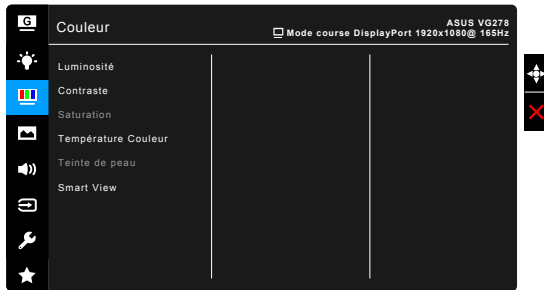 G
Couleur
ASUS VG278
Mode course DisplayPort 1920x1080@ 165Hz
Luminosité
Contraste
Saturation
Température Couleur
Teinte de peau
Smart View